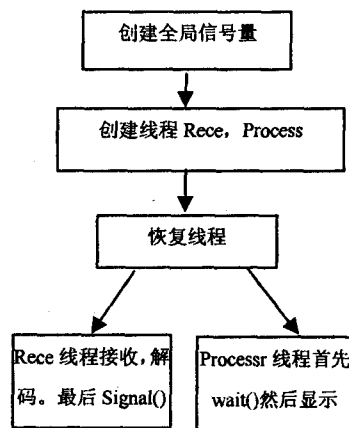 创建全局信号量
创建线程 Rece，Process
恢复线程
Rece 线程接收，解
码。最后 Signal()
Processr 线程首先
wait()然后显示